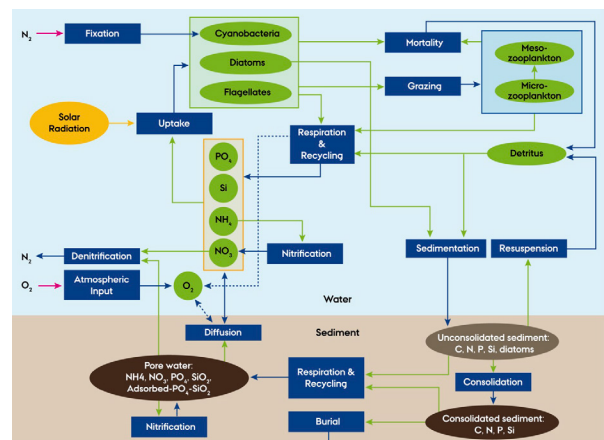 N₂
Fixation
Cyanobacteria
Diatoms
Flagellates
Mortality
Grazing
Meso-
zooplankton
Micro-
zooplankton
Solar
Radiation
Uptake
Respiration
&
Recycling
Detritus
PO₄
Si
NH₄
NO₃
Nitrification
Sedimentation
Resuspension
N₂
Denitrification
O₂
Atmospheric
Input
O₂
Water
Diffusion
Sediment
Pore water:
NH4, NO₃, PO₄, SiO₂,
Adsorbed-PO₄-SiO₂
Respiration &
Recycling
Unconsolidated sediment:
C, N, P, Si, diatoms
Consolidation
Nitrification
Burial
Consolidated sediment:
C, N, P, Si